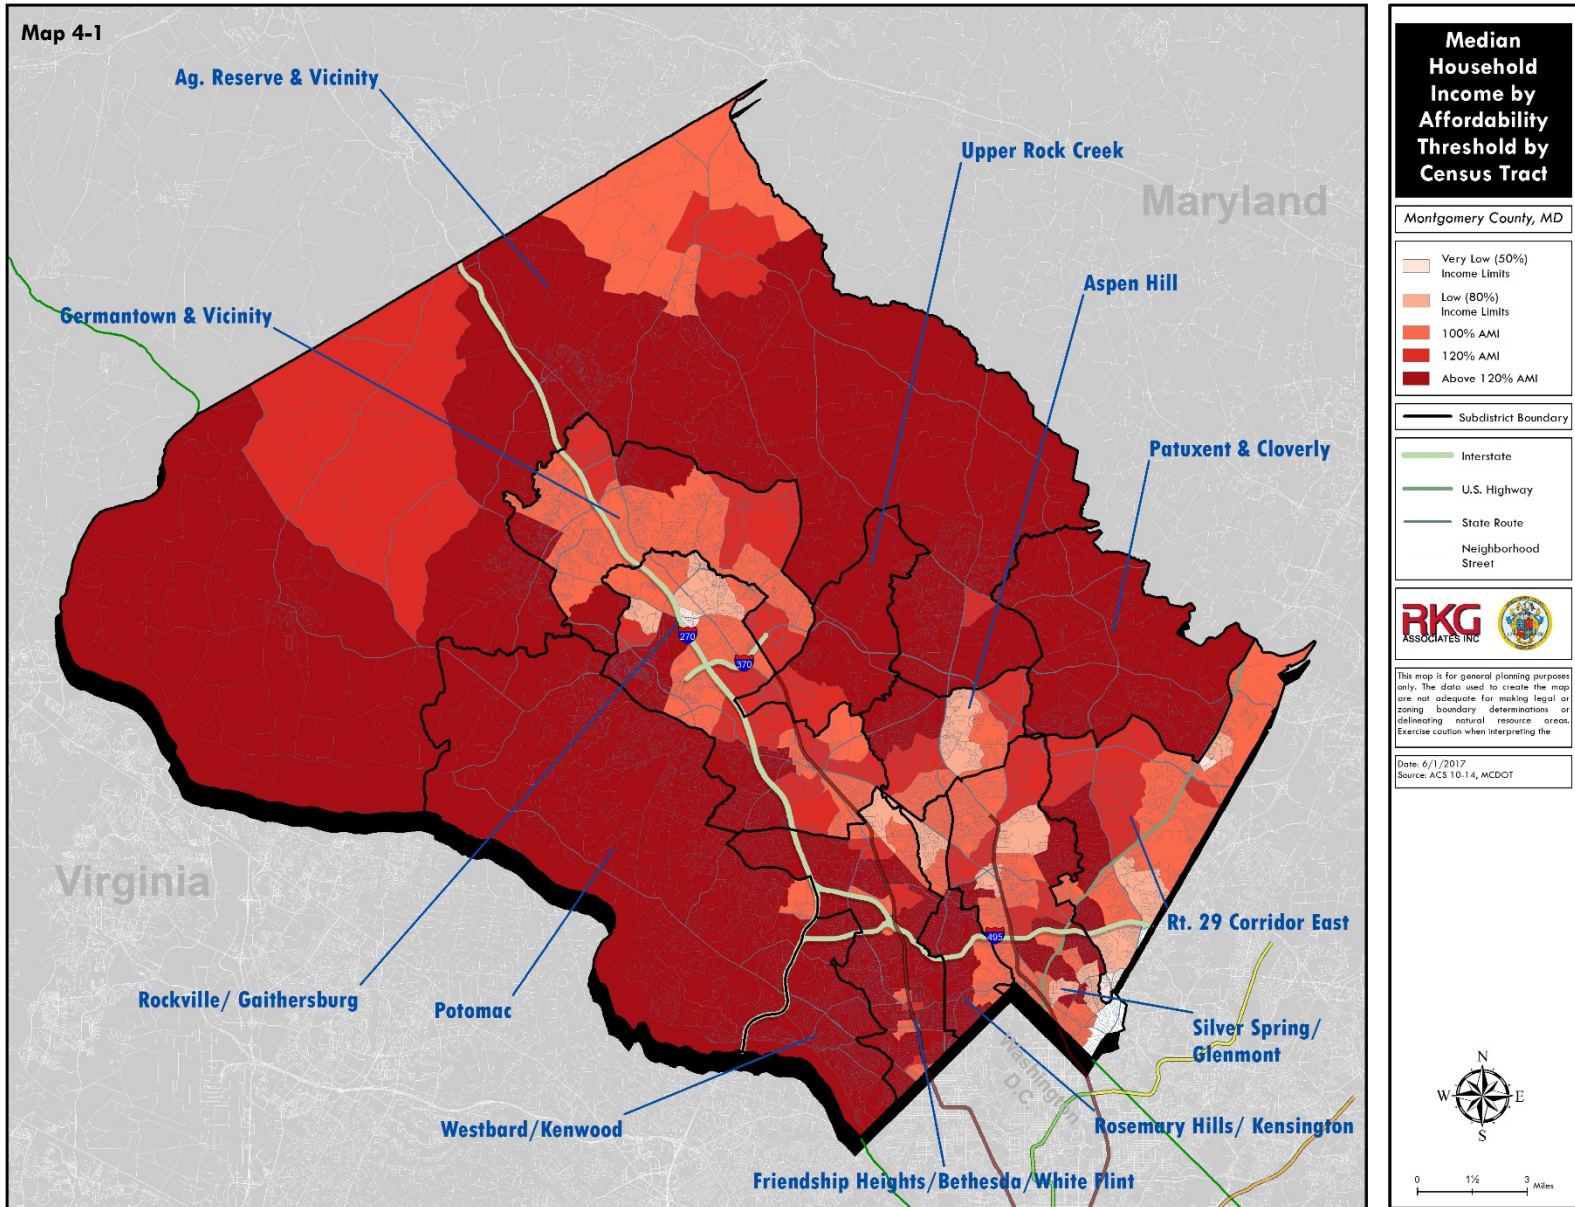 Map 4-1
Ag. Reserve & Vicinity
Upper Rock Creek
Maryland
Aspen Hill
Germantown & Vicinity
Patuxent & Cloverly
270
370
Virginia
495
Rt. 29 Corridor East
Rockville/ Gaithersburg
Potomac
Silver Spring/
Glenmont
Washington
D.C.
Westbard/Kenwood
Rosemary Hills/ Kensington
Friendship Heights/Bethesda/White Flint
Median
Household
Income by
Affordability
Threshold by
Census Tract
Montgomery County, MD
Very Low (50%)
Income Limits
Low (80%)
Income Limits
100% AMI
120% AMI
Above 120% AMI
Subdistrict Boundary
Interstate
U.S. Highway
State Route
Neighborhood
Street
RKG
ASSOCIATES INC
This map is for general planning purposes
only. The data used to create the map
are not adequate for making legal or
zoning boundary determinations or
delineating natural resource areas.
Exercise caution when interpreting the
Date: 6/1/2017
Source: ACS 10-14, MCDOT
N
W E
S
0 1½ 3 Miles